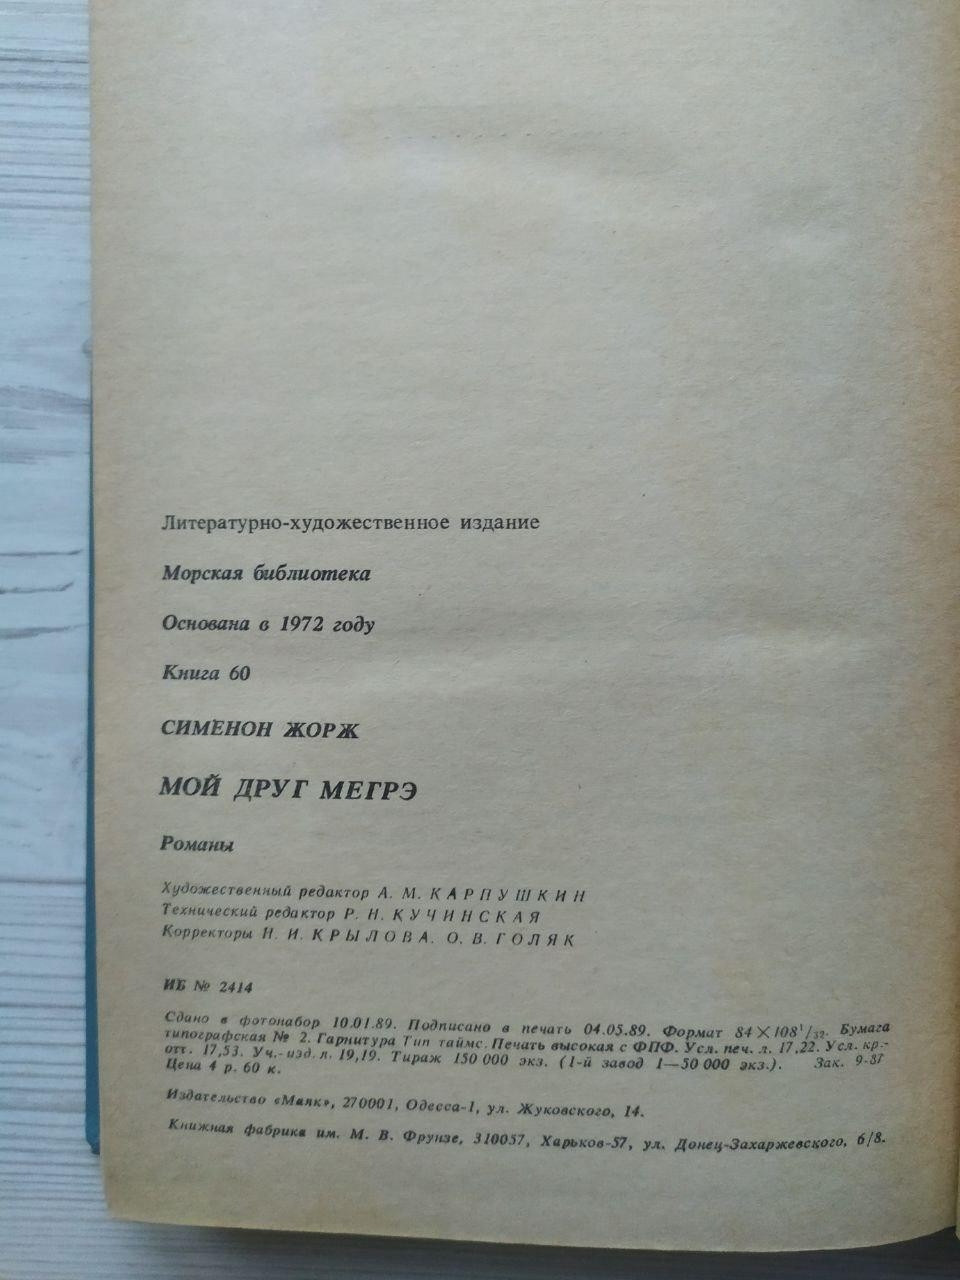 Литературно-художественное издание
Морская библиотека
Основана в 1972 году
Книга 60
СИМЕНОН ЖОРЖ
МОЙ ДРУГ МЕГРЭ
Романы
Художественный редактор А. М. КАРПУШКИН
Технический редактор Р. Н. КУЧИНСКАЯ
Корректоры Н. И. КРЫЛОВА. О. В. ГОЛЯК
ИБ № 2414
Сдано в фотонабор 10.01.89. Подписано в печать 04.05.89. Формат 84×108¹/₃₂. Бумага
типографская № 2. Гарнитура Тип таймс. Печать высокая с ФПФ. Усл. печ. л. 17,22. Усл. кр.-
отт. 17,53. Уч.-изд. л. 19,19. Тираж 150 000 экз. (1-й завод 1—50 000 экз.). Зак. 9-87
Цена 4 р. 60 к.
Издательство «Маяк», 270001, Одесса-1, ул. Жуковского, 14.
Книжная фабрика им. М. В. Фрунзе, 310057, Харьков-57, ул. Донец-Захаржевского, 6/8.